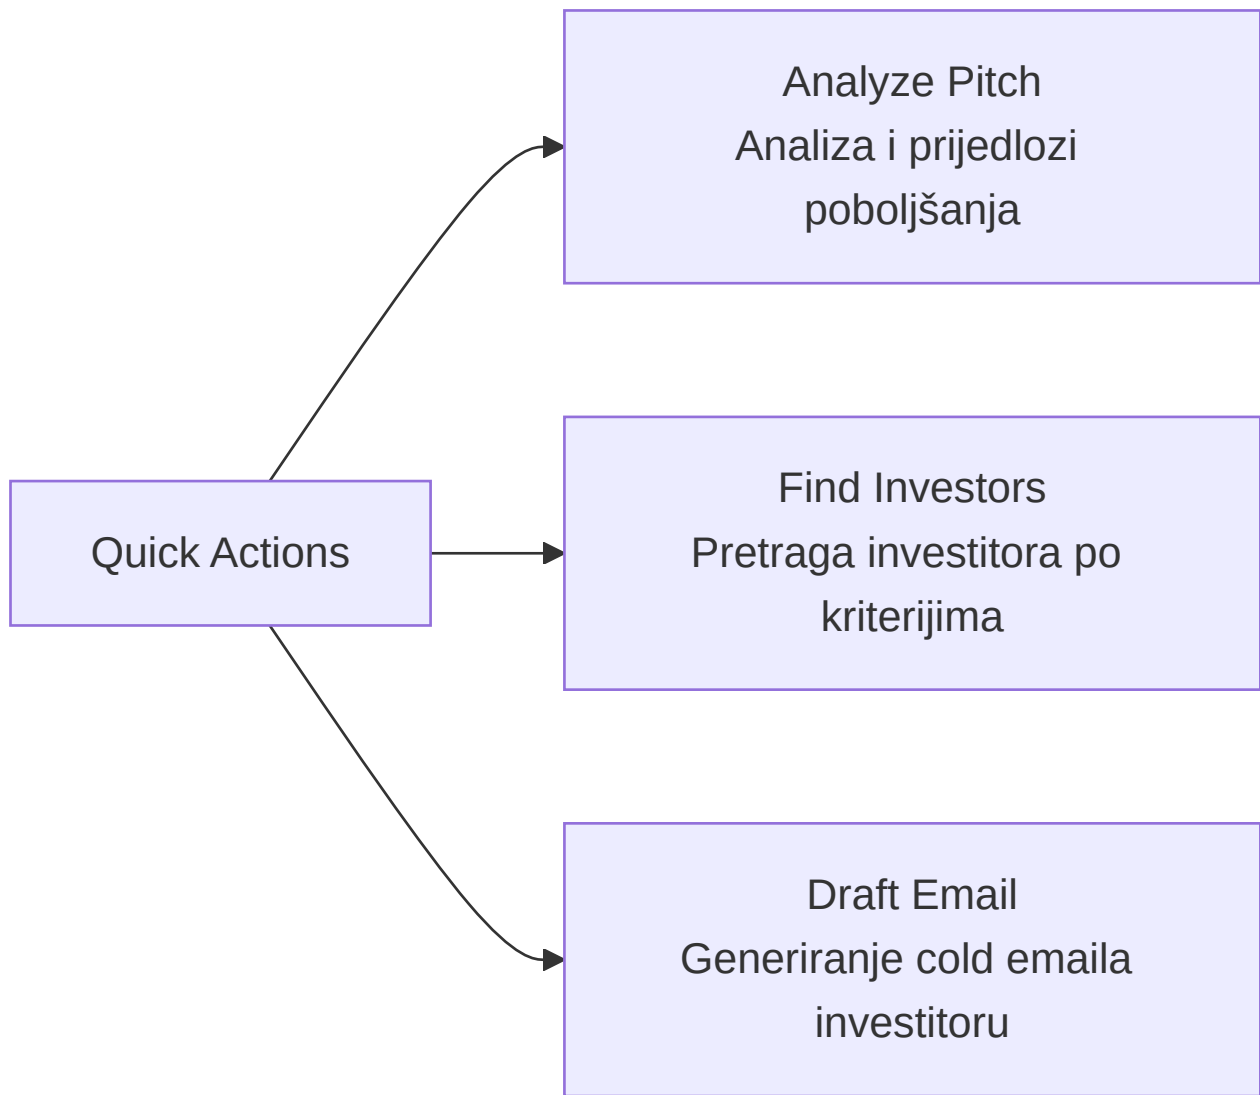 Analyze Pitch
Analiza i prijedlozi
poboljšanja
Quick Actions
Find Investors
Pretraga investitora po
kriterijima
Draft Email
Generiranje cold emaila
investitoru